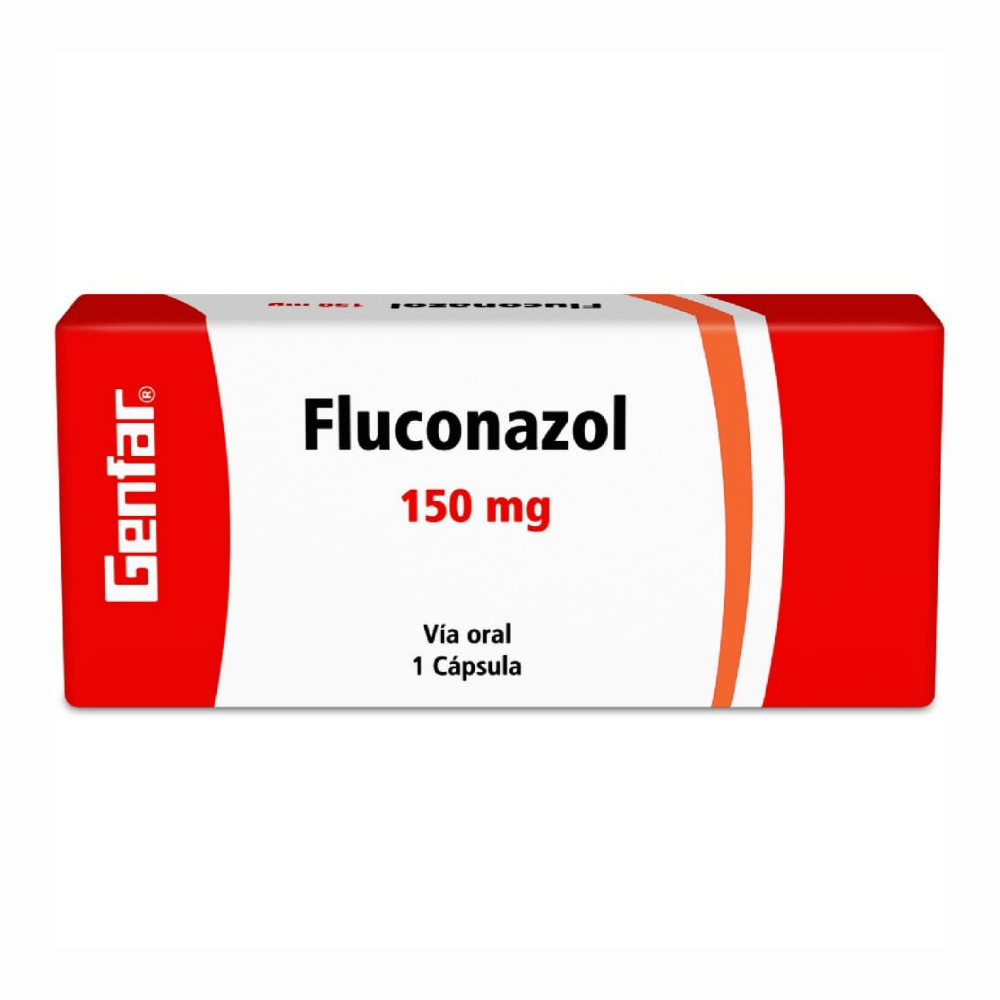 Fluconazol 150 mg
Genfar®
Fluconazol
150 mg
Vía oral
1 Cápsula